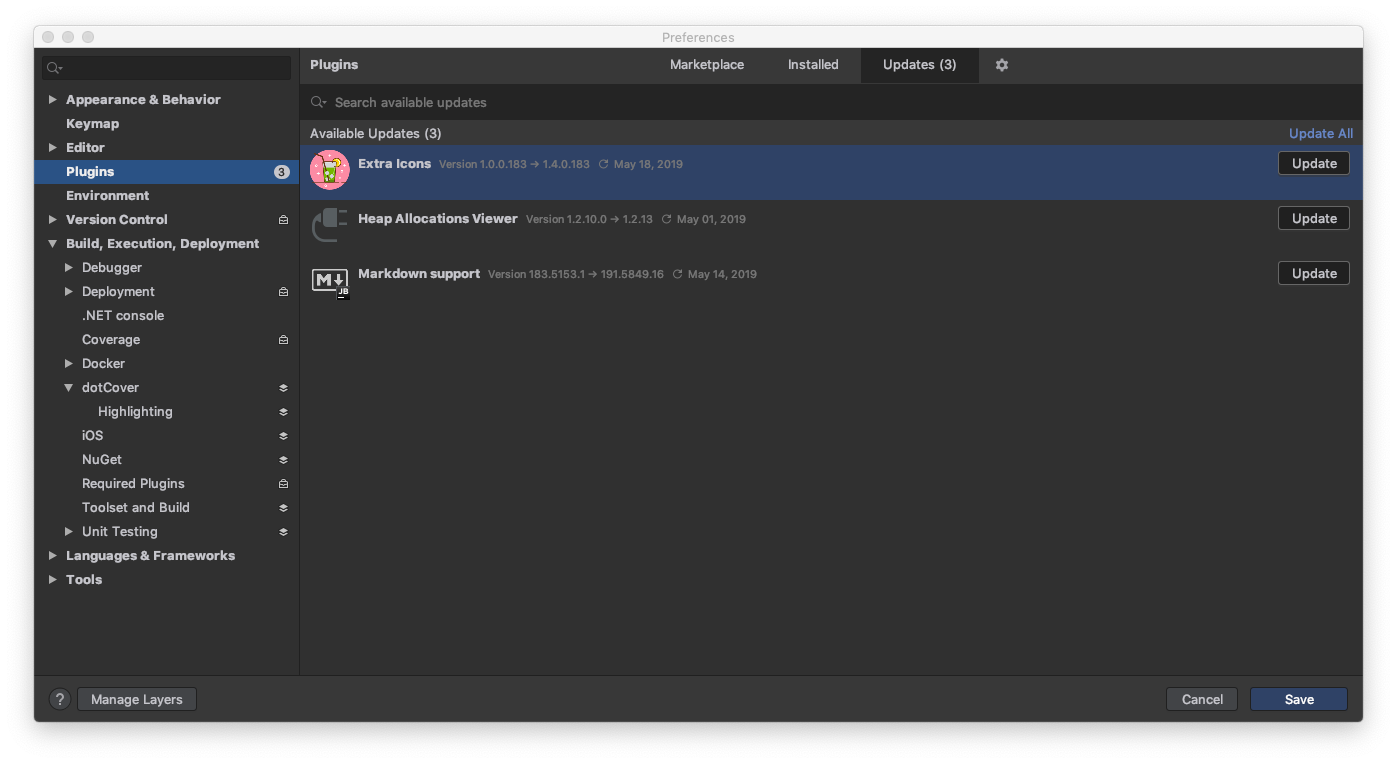 Preferences
Plugins Marketplace Installed Updates (3)
Appearance & Behavior
Keymap
Editor
Plugins 3
Environment
Version Control
Build, Execution, Deployment
Debugger
Deployment
.NET console
Coverage
Docker
dotCover
Highlighting
iOS
NuGet
Required Plugins
Toolset and Build
Unit Testing
Languages & Frameworks
Tools
Search available updates
Available Updates (3) Update All
Extra Icons Version 1.0.0.183 → 1.4.0.183 May 18, 2019 Update
Heap Allocations Viewer Version 1.2.10.0 → 1.2.13 May 01, 2019 Update
M JB Markdown support Version 183.5153.1 → 191.5849.16 May 14, 2019 Update
? Manage Layers Cancel Save